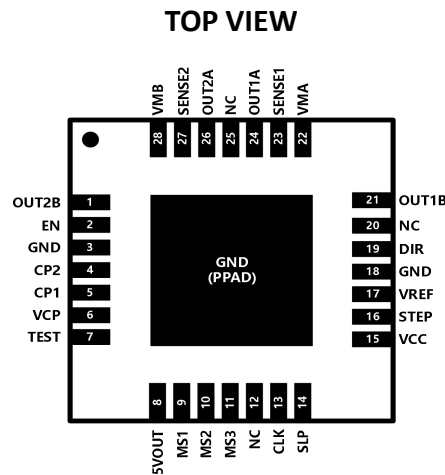 TOP VIEW
VMB
SENSE2
OUT2A
NC
OUT1A
SENSE1
VMA
28
27
26
25
24
23
22
OUT2B 1
EN 2
GND 3
CP2 4
CP1 5
VCP 6
TEST 7
GND
(PPAD)
21 OUT1B
20 NC
19 DIR
18 GND
17 VREF
16 STEP
15 VCC
8
9
10
11
12
13
14
5VOUT
MS1
MS2
MS3
NC
CLK
SLP